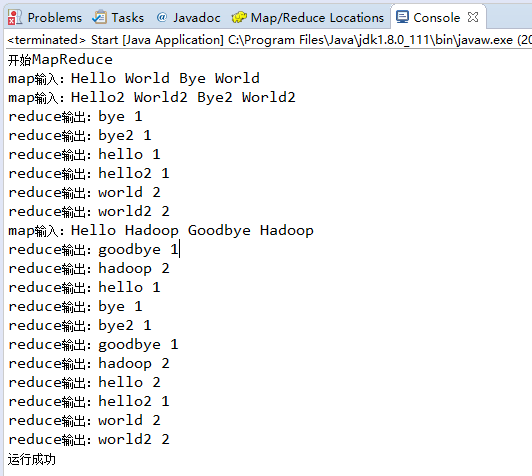 Problems Tasks @ Javadoc Map/Reduce Locations Console
<terminated> Start [Java Application] C:\Program Files\Java\jdk1.8.0_111\bin\javaw.exe (20
开始MapReduce
map输入：Hello World Bye World
map输入：Hello2 World2 Bye2 World2
reduce输出：bye 1
reduce输出：bye2 1
reduce输出：hello 1
reduce输出：hello2 1
reduce输出：world 2
reduce输出：world2 2
map输入：Hello Hadoop Goodbye Hadoop
reduce输出：goodbye 1
reduce输出：hadoop 2
reduce输出：hello 1
reduce输出：bye 1
reduce输出：bye2 1
reduce输出：goodbye 1
reduce输出：hadoop 2
reduce输出：hello 2
reduce输出：hello2 1
reduce输出：world 2
reduce输出：world2 2
运行成功